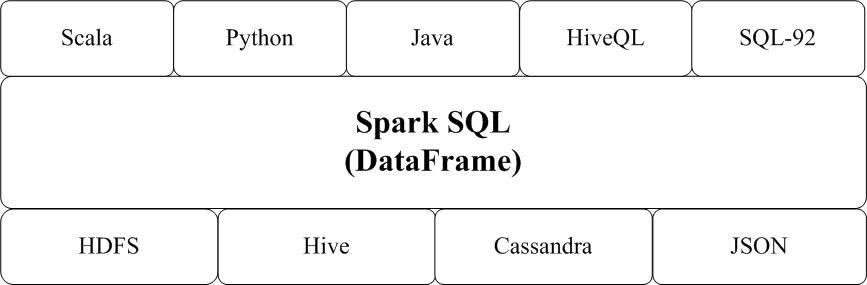 Scala Python Java HiveQL SQL-92
Spark SQL
(DataFrame)
HDFS Hive Cassandra JSON